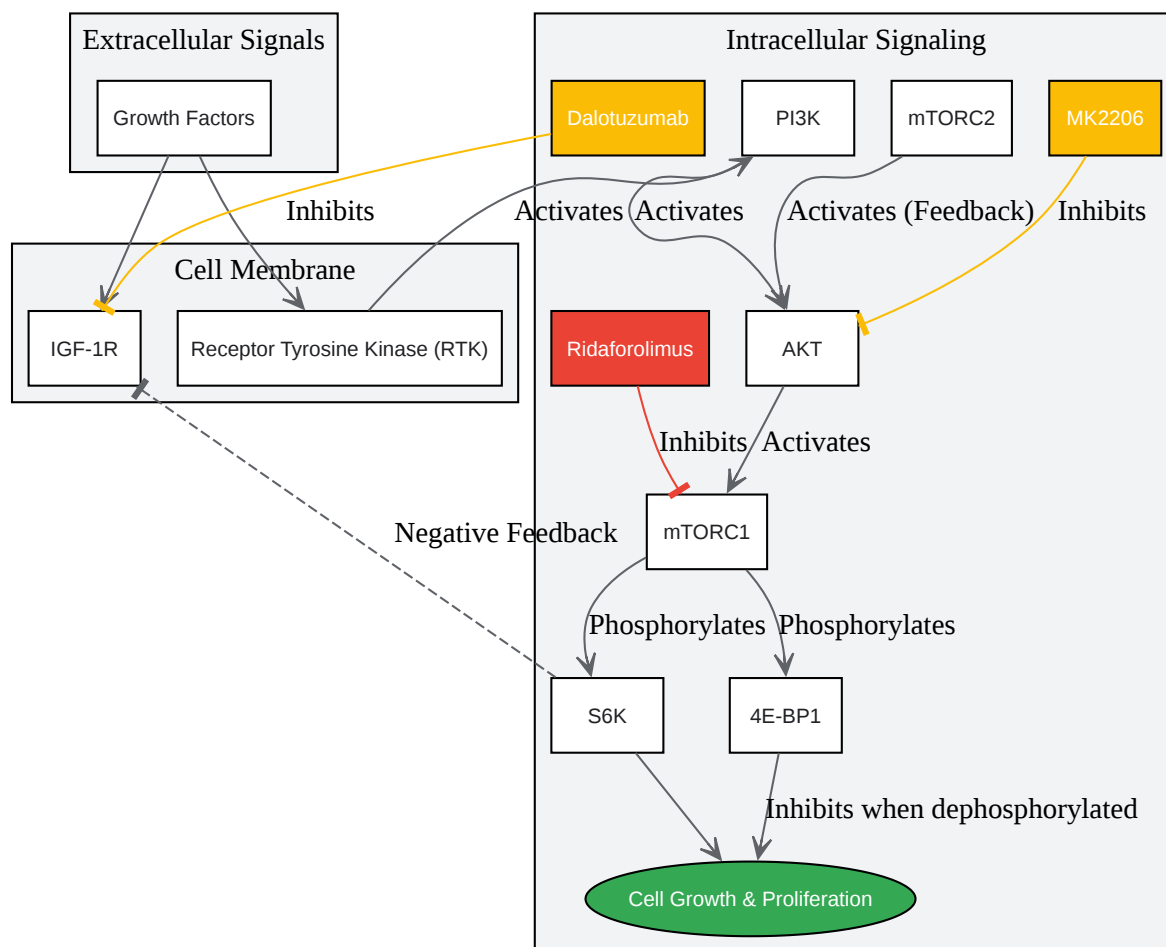 Extracellular Signals
Intracellular Signaling
Growth Factors
Dalotuzumab
PI3K
mTORC2
MK2206
Inhibits
Activates
Activates
Activates (Feedback)
Inhibits
Cell Membrane
IGF-1R
Receptor Tyrosine Kinase (RTK)
Ridaforolimus
AKT
Inhibits
Activates
Negative Feedback
mTORC1
Phosphorylates
Phosphorylates
S6K
4E-BP1
Inhibits when dephosphorylated
Cell Growth & Proliferation